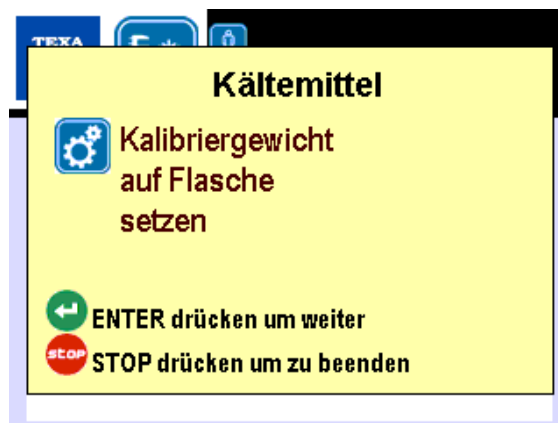 TEXA
Kältemittel
Kalibriergewicht
auf Flasche
setzen
ENTER drücken um weiter
STOP
STOP drücken um zu beenden